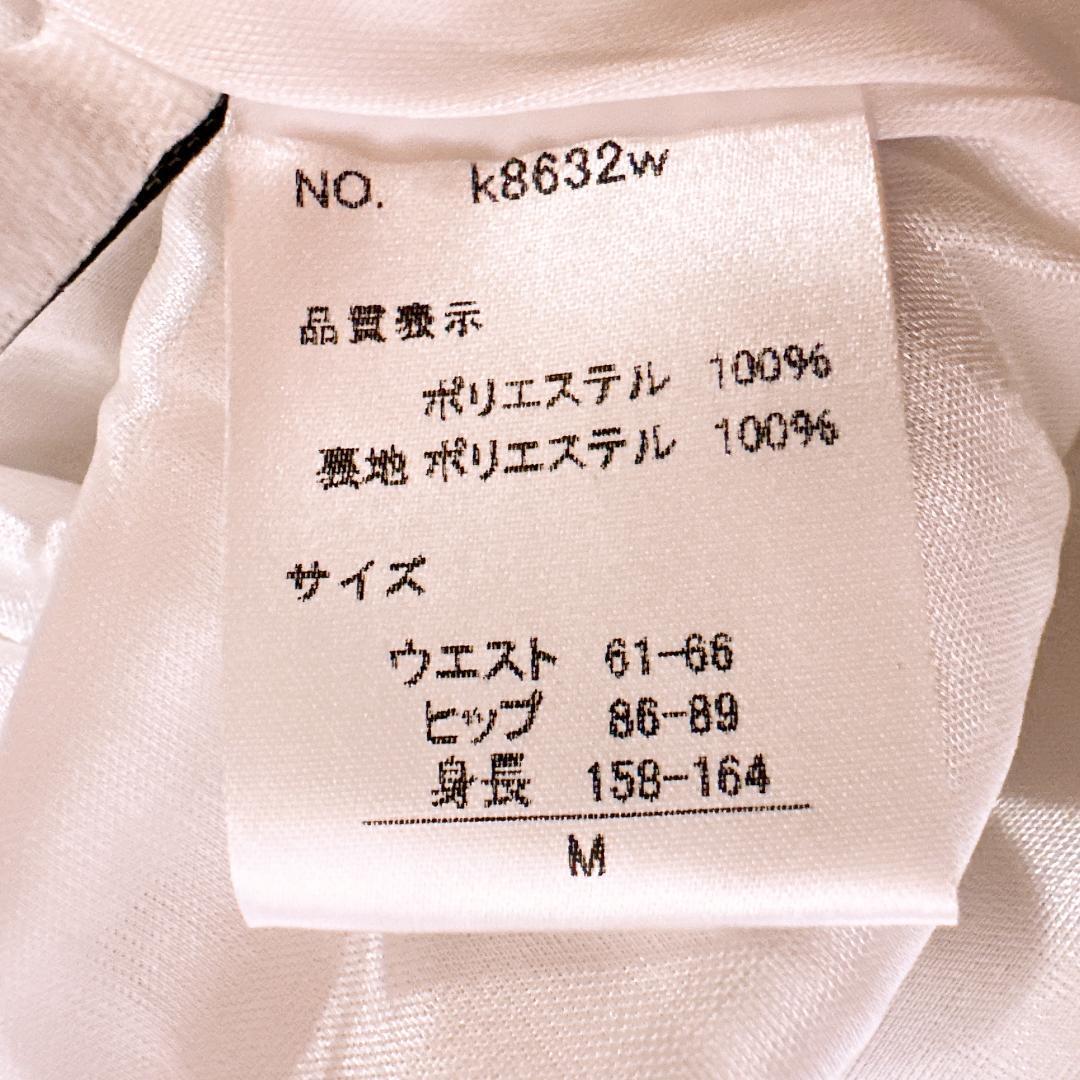 NO. k8632w
品質表示
ポリエステル 100%
裏地 ポリエステル 100%
サイズ
ウエスト 61-66
ヒップ 86-89
身長 158-164
M